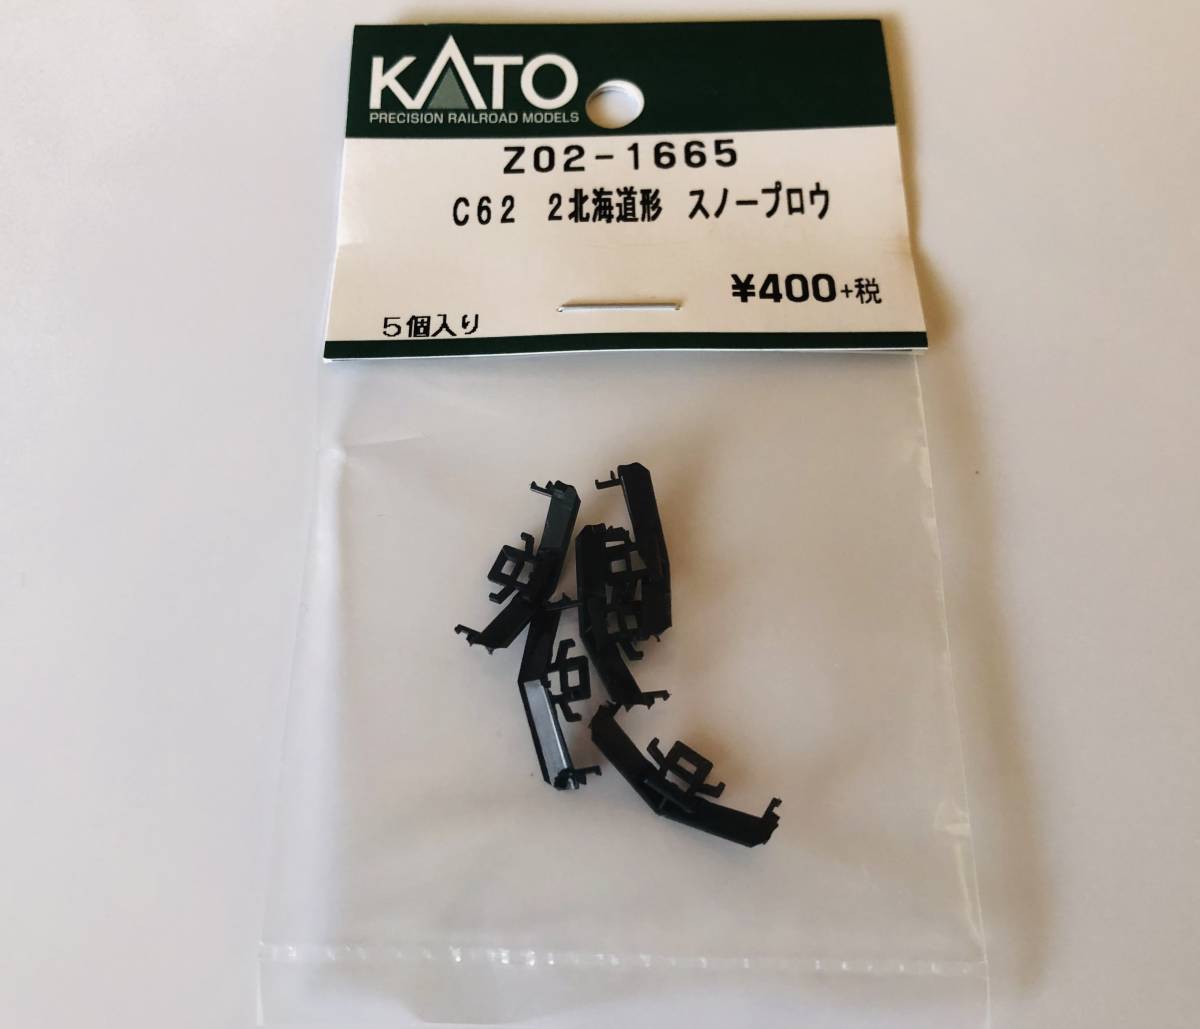 KATO
PRECISION RAILROAD MODELS
Z02-1665
C62 2北海道形 スノープロウ
¥400+税
5個入り